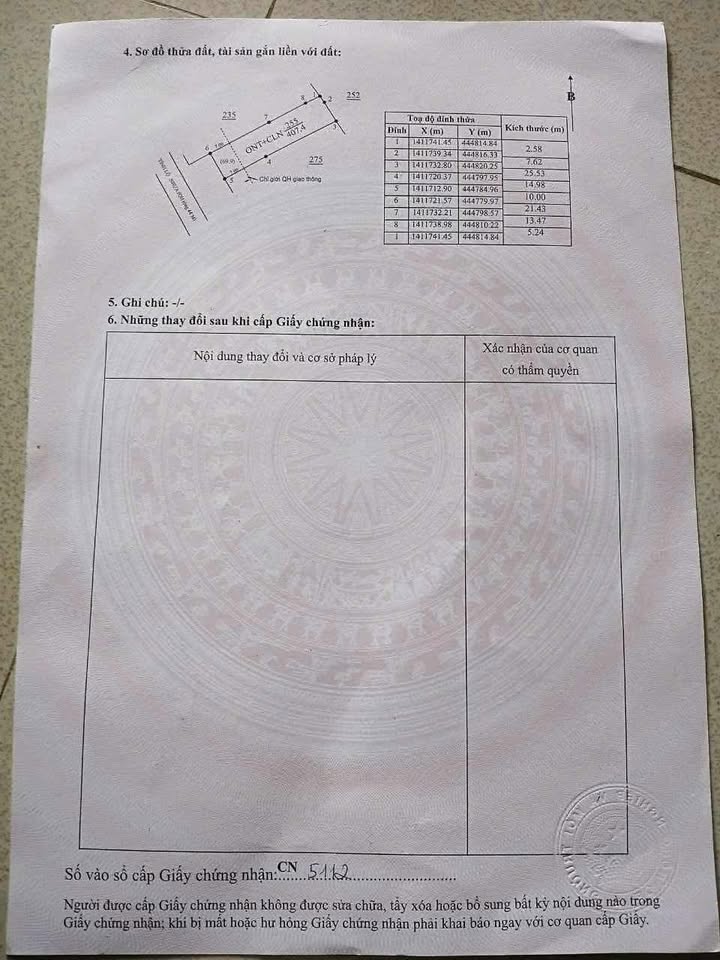 4. Sơ đồ thửa đất, tài sản gắn liền với đất:
252
B
235
8
1
2
7
3
ONT+CLN 255
407.4
6
275
4
5
Chỉ giới QH giao thông
Toạ độ đỉnh thửa
Kích thước (m)
Đỉnh X (m) Y (m)
1 1411741.45 444814.84
2.58
2 1411739.34 444816.33
7.62
3 1411732.80 444820.25
25.53
4 1411720.37 444797.95
14.98
5 1411712.90 444784.96
10.00
6 1411721.57 444779.97
21.43
7 1411732.21 444798.57
13.47
8 1411738.98 444810.22
5.24
1 1411741.45 444814.84
5. Ghi chú: -/-
6. Những thay đổi sau khi cấp Giấy chứng nhận:
Nội dung thay đổi và cơ sở pháp lý
Xác nhận của cơ quan
có thẩm quyền
Số vào sổ cấp Giấy chứng nhận: CN 5112
Người được cấp Giấy chứng nhận không được sửa chữa, tẩy xóa hoặc bổ sung bất kỳ nội dung nào trong
Giấy chứng nhận; khi bị mất hoặc hư hỏng Giấy chứng nhận phải khai báo ngay với cơ quan cấp Giấy.